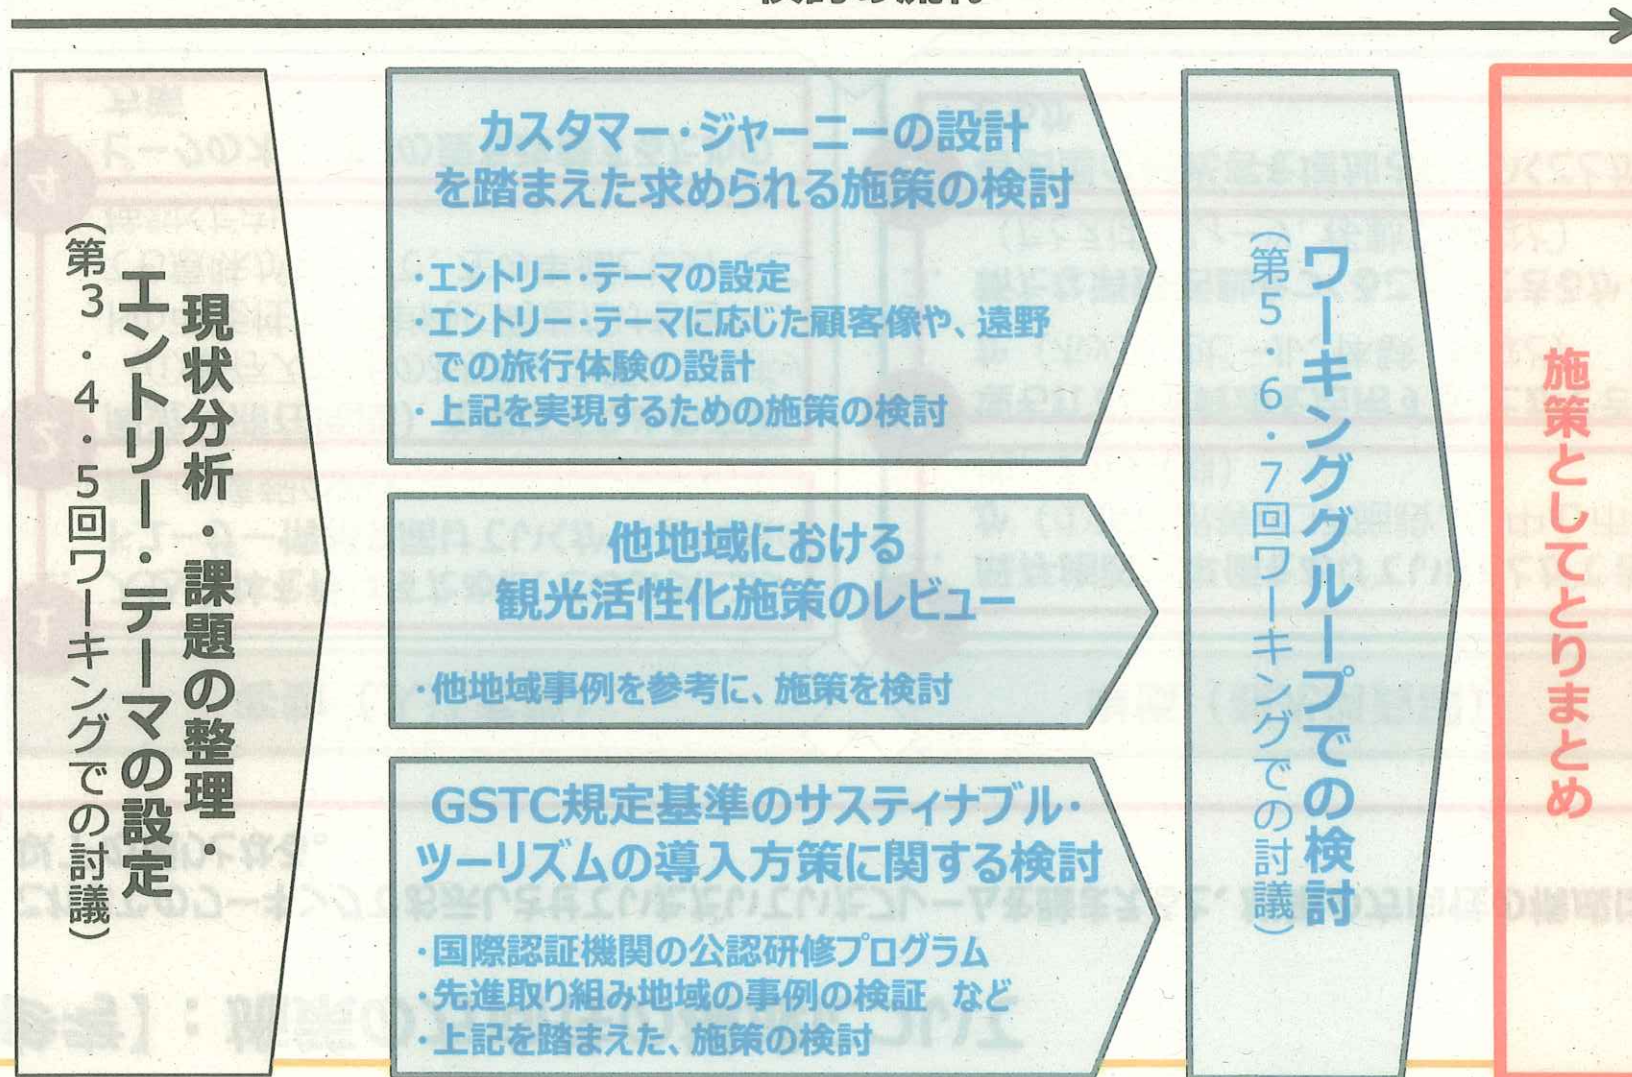 現状分析・課題の整理・
エントリー・テーマの設定
（第3・4・5回ワーキングでの討議）
カスタマー・ジャーニーの設計
を踏まえた求められる施策の検討
・エントリー・テーマの設定
・エントリー・テーマに応じた顧客像や、遠野
での旅行体験の設計
・上記を実現するための施策の検討
他地域における
観光活性化施策のレビュー
・他地域事例を参考に、施策を検討
GSTC規定基準のサスティナブル・
ツーリズムの導入方策に関する検討
・国際認証機関の公認研修プログラム
・先進取り組み地域の事例の検証 など
・上記を踏まえた、施策の検討
ワーキンググループでの検討
（第5・6・7回ワーキングでの討議）
施策としてとりまとめ